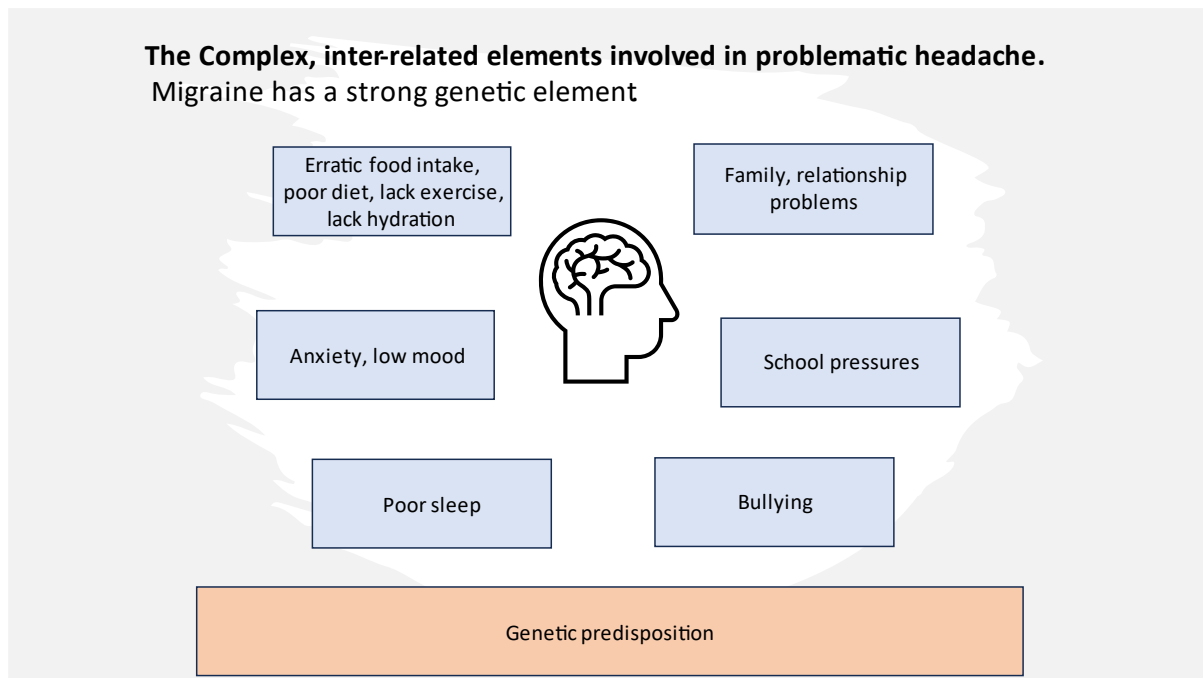 The Complex, inter-related elements involved in problematic headache.
Migraine has a strong genetic element.
Erratic food intake,
poor diet, lack exercise,
lack hydration
Family, relationship
problems
Anxiety, low mood
School pressures
Poor sleep
Bullying
Genetic predisposition